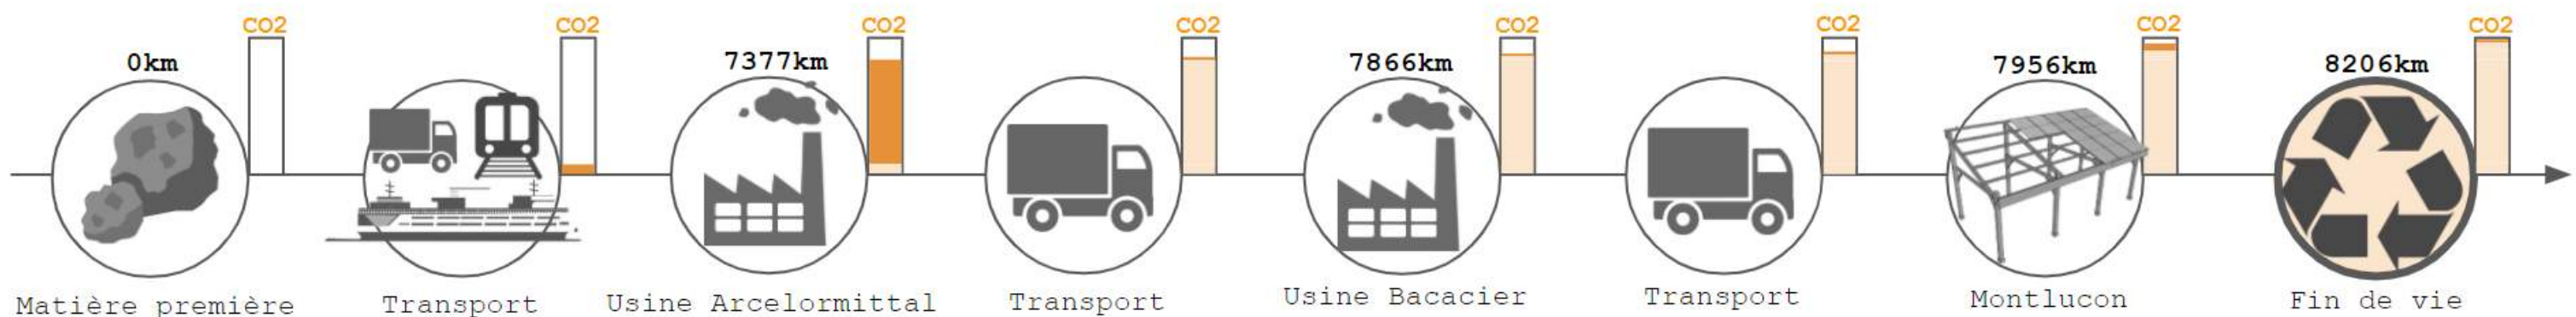 CO2
CO2
CO2
CO2
CO2
CO2
CO2
CO2
0km
7377km
7866km
7956km
8206km
Matière première
Transport
Usine Arcelormittal
Transport
Usine Bacacier
Transport
Montlucon
Fin de vie